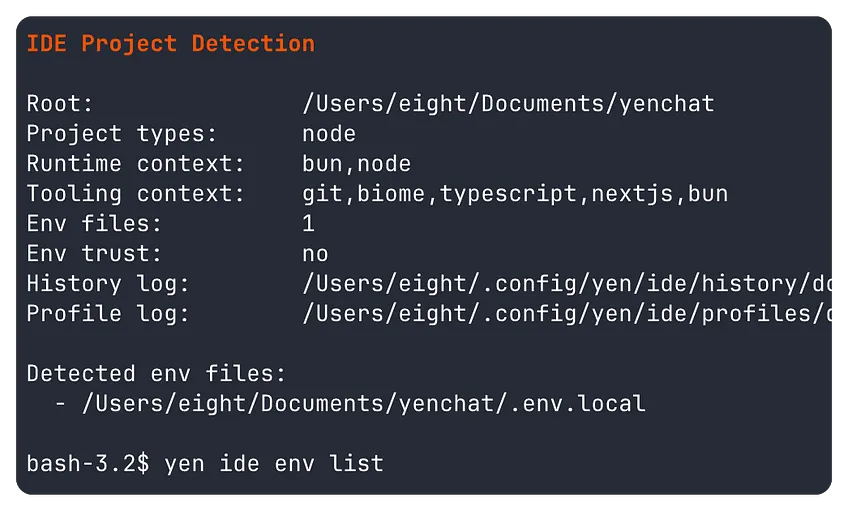 IDE Project Detection
Root: /Users/eight/Documents/yenchat
Project types: node
Runtime context: bun,node
Tooling context: git,biome,typescript,nextjs,bun
Env files: 1
Env trust: no
History log: /Users/eight/.config/yen/ide/history/do
Profile log: /Users/eight/.config/yen/ide/profiles/
Detected env files:
- /Users/eight/Documents/yenchat/.env.local
bash-3.2$ yen ide env list